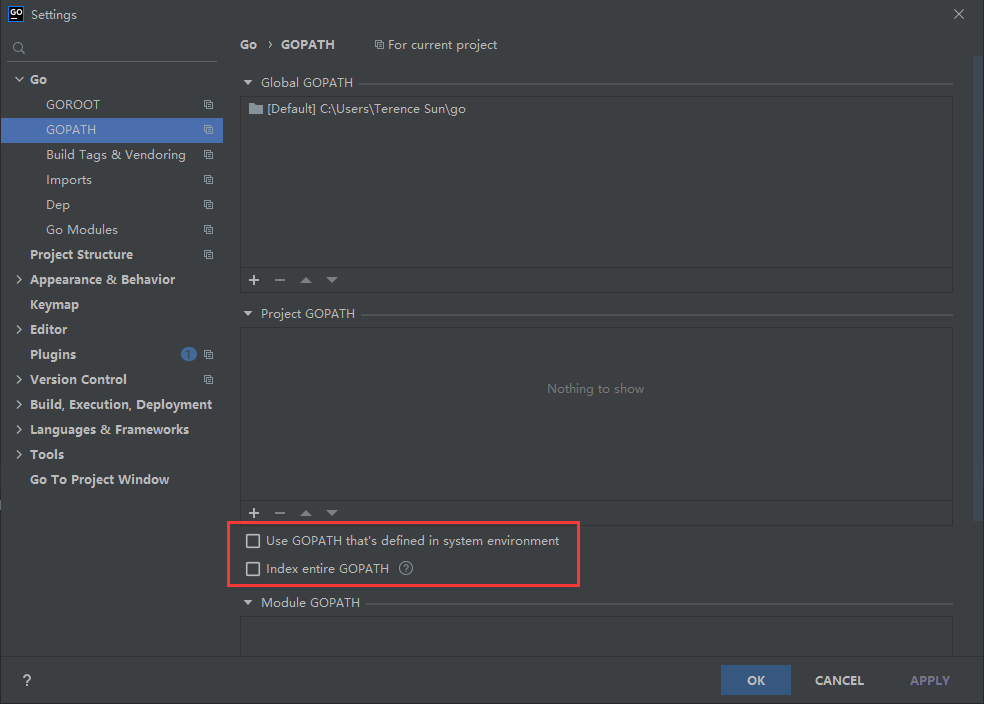 GO Settings
Go › GOPATH For current project
Go
GOROOT
GOPATH
Build Tags & Vendoring
Imports
Dep
Go Modules
Project Structure
Appearance & Behavior
Keymap
Editor
Plugins 1
Version Control
Build, Execution, Deployment
Languages & Frameworks
Tools
Go To Project Window
Global GOPATH
[Default] C:\Users\Terence Sun\go
Project GOPATH
Nothing to show
Use GOPATH that's defined in system environment
Index entire GOPATH ?
Module GOPATH
? OK CANCEL APPLY